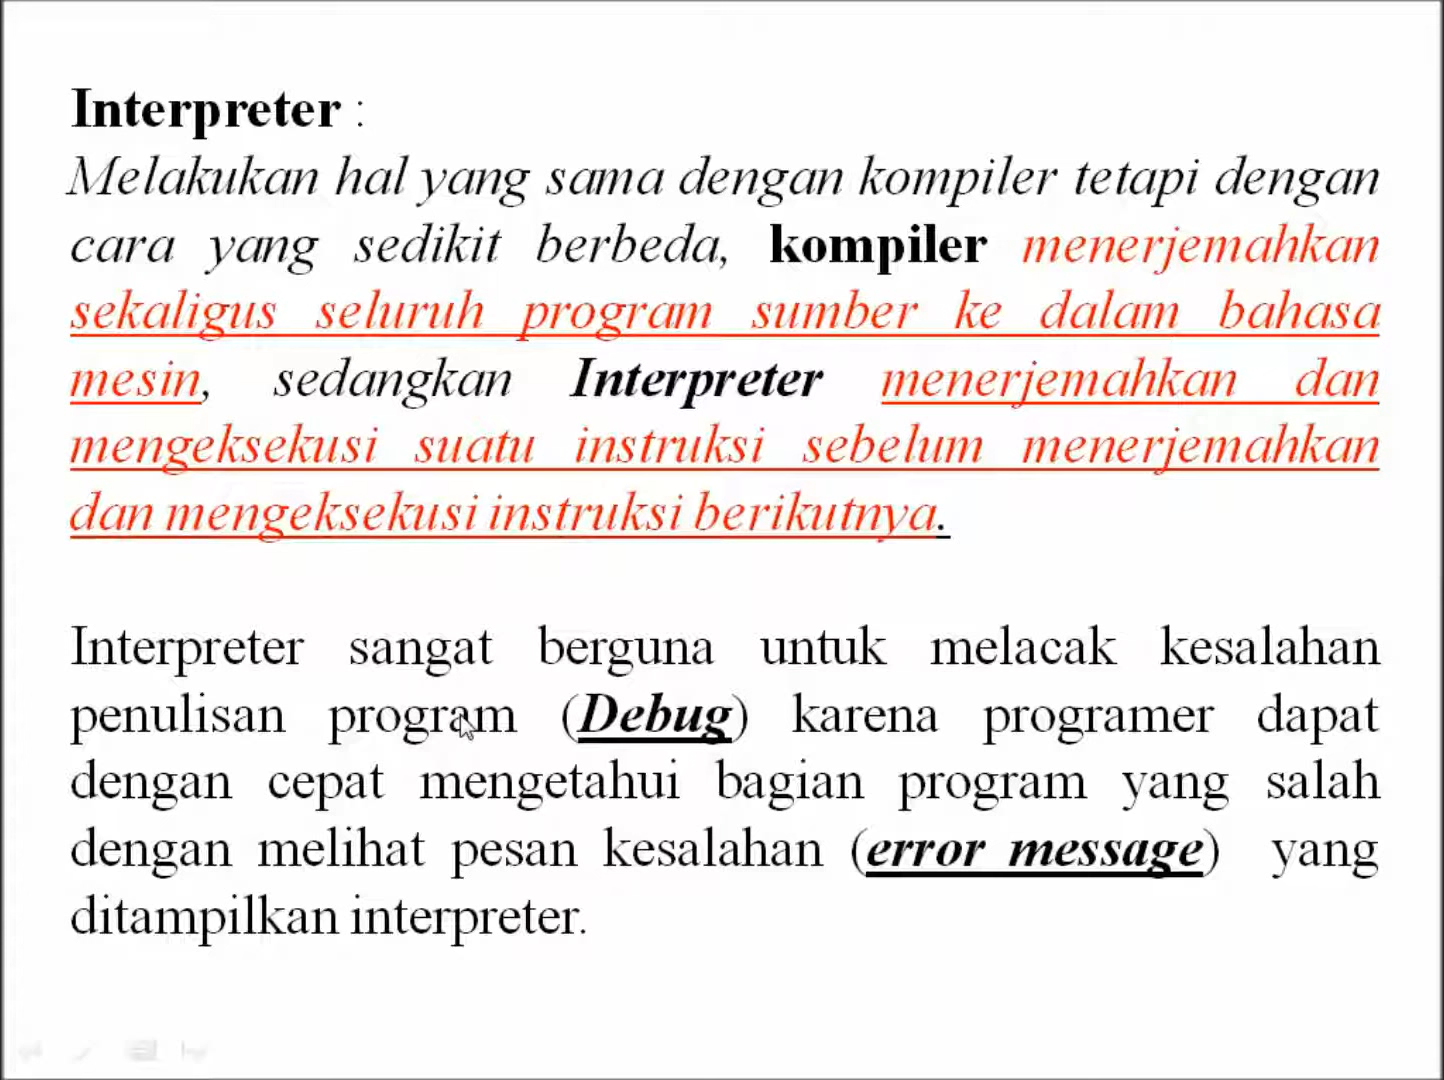 Interpreter :
Melakukan hal yang sama dengan kompiler tetapi dengan
cara yang sedikit berbeda, kompiler menerjemahkan
sekaligus seluruh program sumber ke dalam bahasa
mesin, sedangkan Interpreter menerjemahkan dan
mengeksekusi suatu instruksi sebelum menerjemahkan
dan mengeksekusi instruksi berikutnya.
Interpreter sangat berguna untuk melacak kesalahan
penulisan program (Debug) karena programer dapat
dengan cepat mengetahui bagian program yang salah
dengan melihat pesan kesalahan (error message) yang
ditampilkan interpreter.